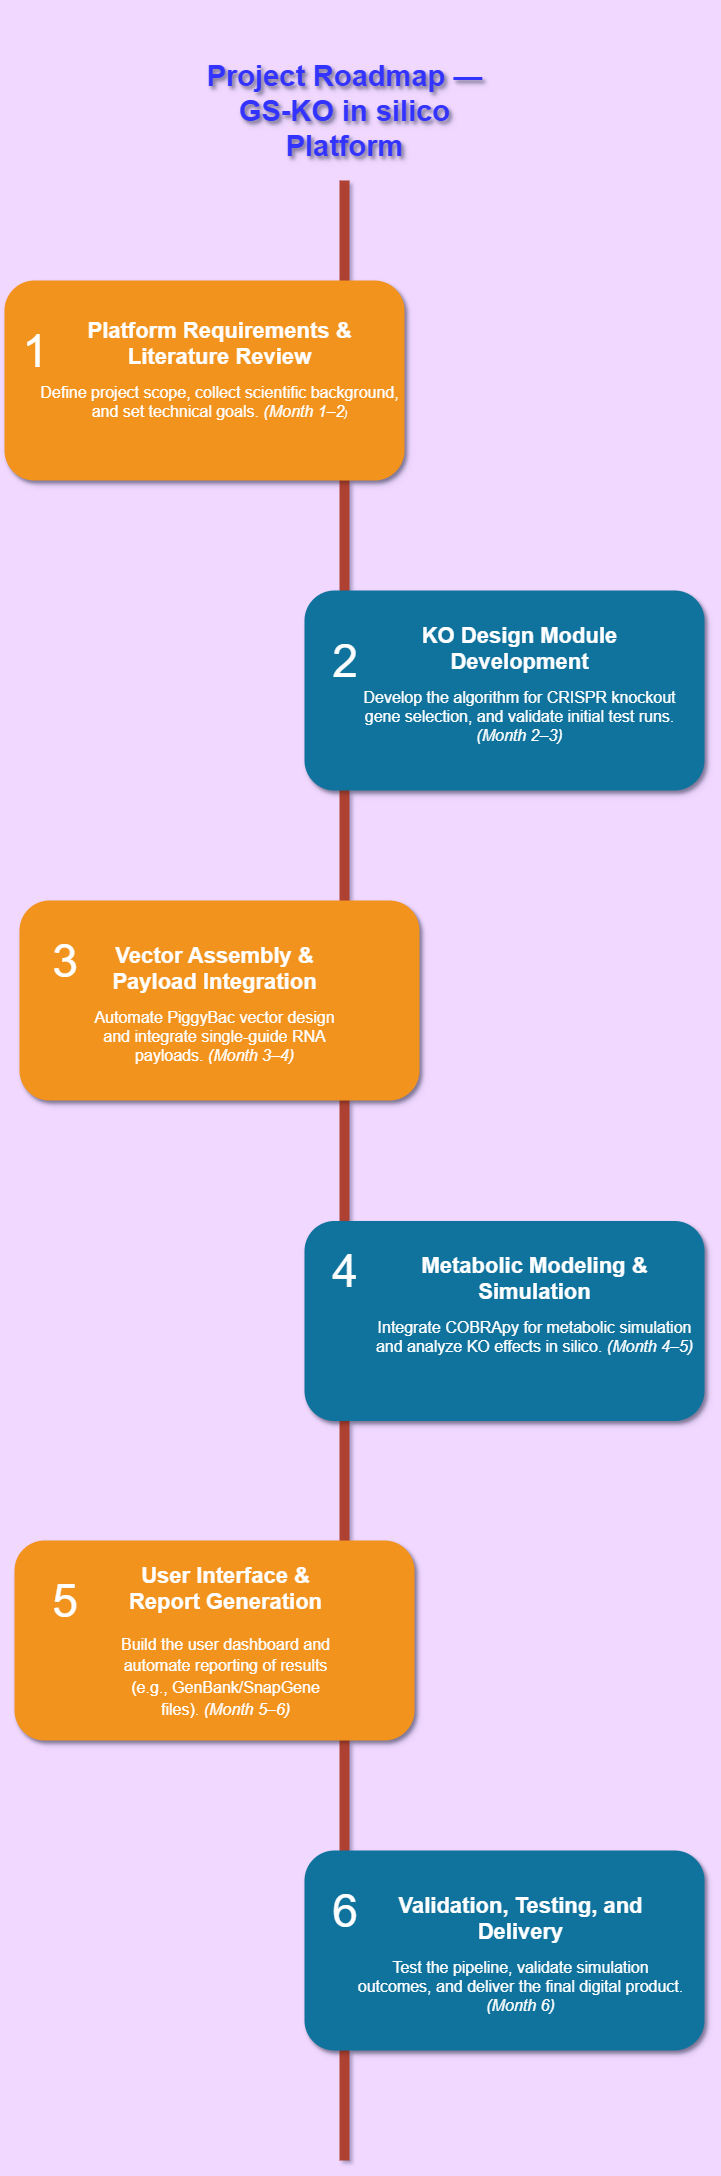 Project Roadmap —
GS-KO in silico
Platform
1
Platform Requirements &
Literature Review
Define project scope, collect scientific background,
and set technical goals. (Month 1–2)
2
KO Design Module
Development
Develop the algorithm for CRISPR knockout
gene selection, and validate initial test runs.
(Month 2–3)
3
Vector Assembly &
Payload Integration
Automate PiggyBac vector design
and integrate single-guide RNA
payloads. (Month 3–4)
4
Metabolic Modeling &
Simulation
Integrate COBRApy for metabolic simulation
and analyze KO effects in silico. (Month 4–5)
5
User Interface &
Report Generation
Build the user dashboard and
automate reporting of results
(e.g., GenBank/SnapGene
files). (Month 5–6)
6
Validation, Testing, and
Delivery
Test the pipeline, validate simulation
outcomes, and deliver the final digital product.
(Month 6)